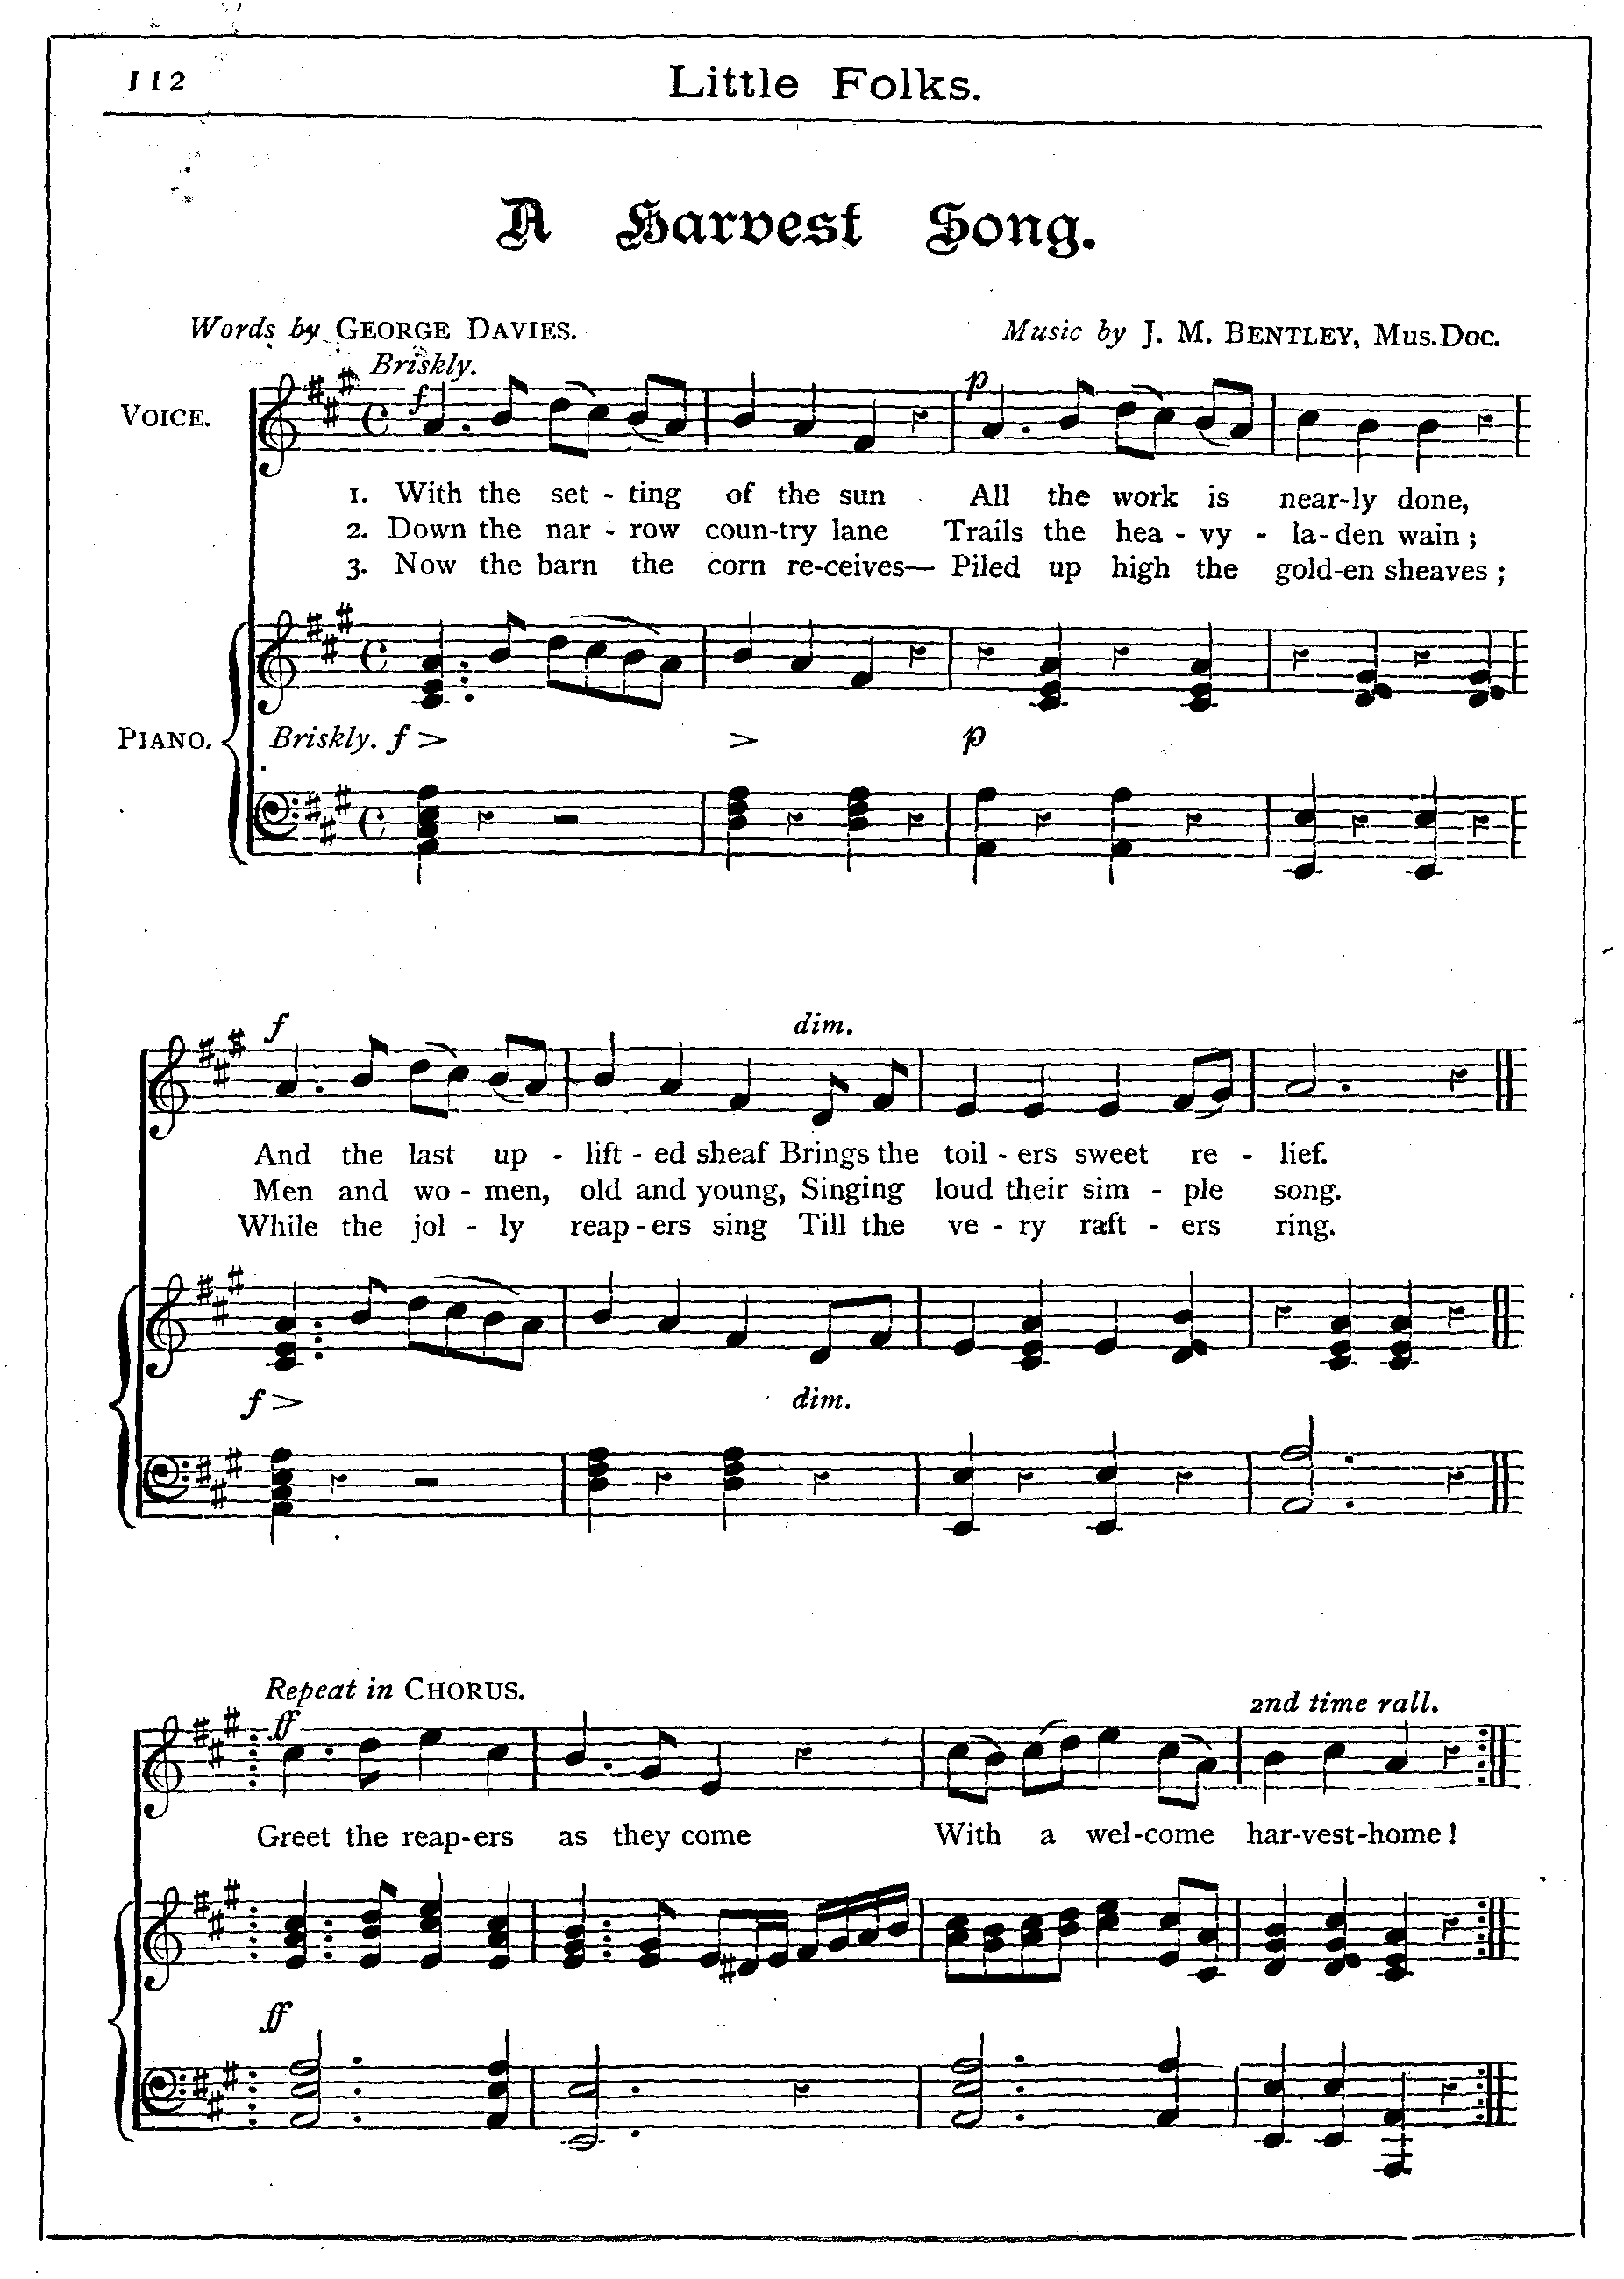 112
Little Folks.
A Harvest Song.
Words by GEORGE DAVIES.
Music by J. M. BENTLEY, Mus.Doc.
Briskly.
f
p
VOICE.
1. With the set - ting of the sun All the work is near-ly done,
2. Down the nar - row coun-try lane Trails the hea - vy - la-den wain;
3. Now the barn the corn re-ceives— Piled up high the gold-en sheaves;
PIANO.
Briskly. f > > p
f
dim.
And the last up - lift - ed sheaf Brings the toil - ers sweet re - lief.
Men and wo - men, old and young, Singing loud their sim - ple song.
While the jol - ly reap - ers sing Till the ve - ry raft - ers ring.
f > dim.
Repeat in CHORUS.
2nd time rall.
ff
Greet the reap-ers as they come With a wel-come har-vest-home!
ff